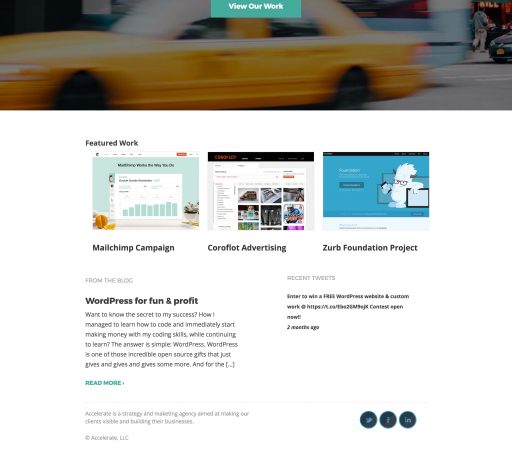 View Our Work
Featured Work
Mailchimp Works the Way You Do
COROFLOT
Foundation
Mailchimp Campaign
Coroflot Advertising
Zurb Foundation Project
FROM THE BLOG
WordPress for fun & profit
Want to know the secret to my success? How I
managed to learn how to code and immediately start
making money with my coding skills, while continuing
to learn? The answer is simple: WordPress. WordPress
is one of those incredible open source gifts that just
gives and gives and gives some more. And for the [...]
READ MORE ›
RECENT TWEETS
Enter to win a FREE WordPress website & custom
work @ https://t.co/Ebo2GM9ojK Contest open
now!!
2 months ago
Accelerate is a strategy and maketing agency aimed at making our
clients visible and building their businesses.
© Accelerate, LLC